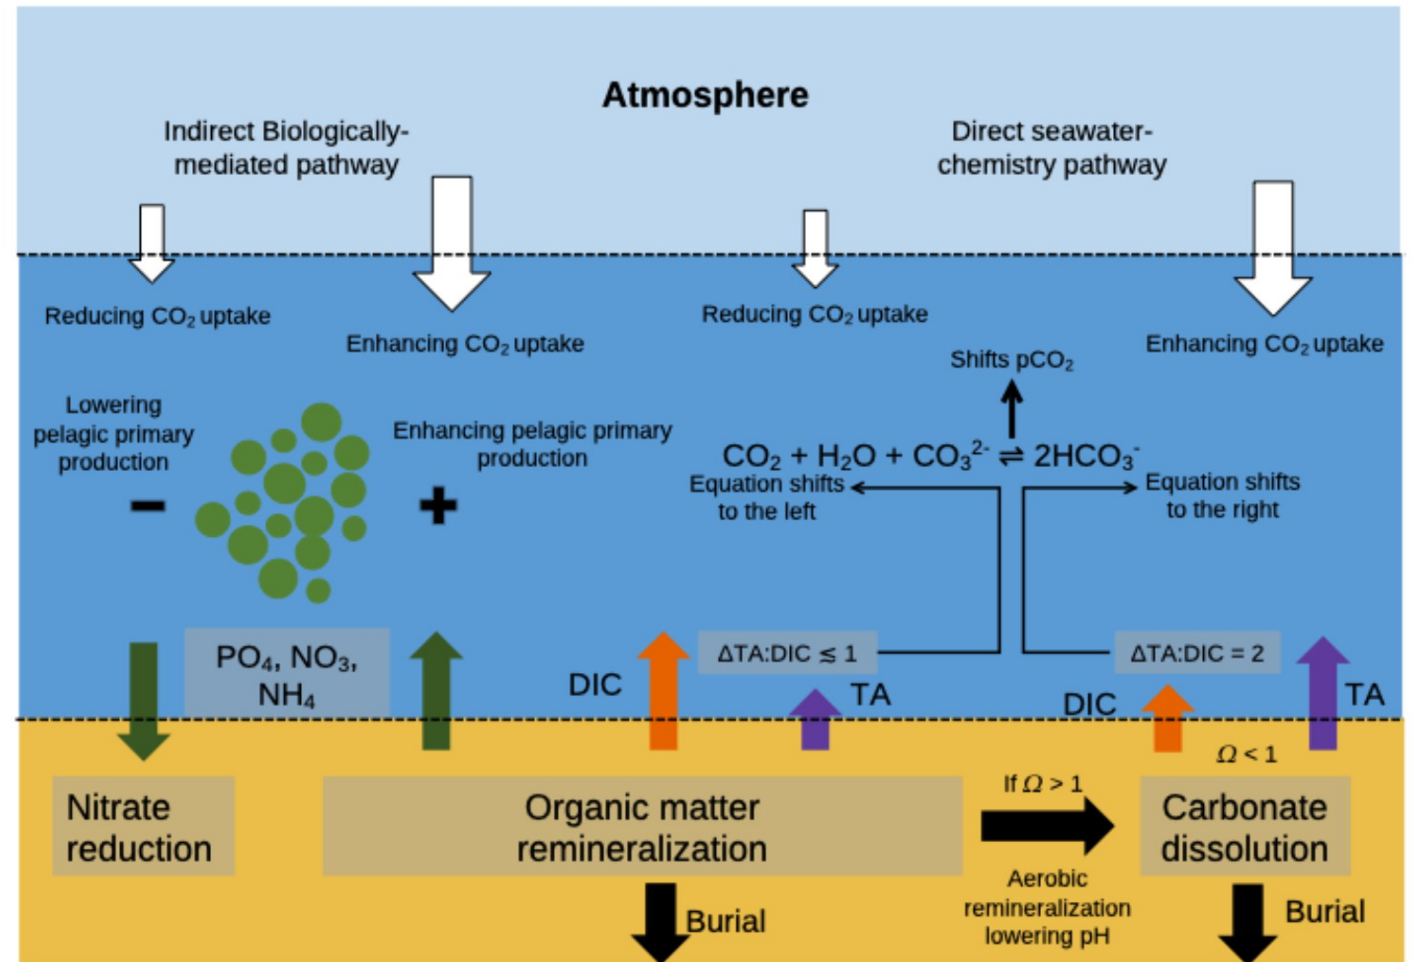 Atmosphere
Indirect Biologically-
mediated pathway
Direct seawater-
chemistry pathway
Reducing CO₂ uptake
Enhancing CO₂ uptake
Reducing CO₂ uptake
Enhancing CO₂ uptake
Shifts pCO₂
Lowering
pelagic primary
production
Enhancing pelagic primary
production
CO₂ + H₂O + CO₃²⁻ ⇌ 2HCO₃⁻
Equation shifts
to the left
Equation shifts
to the right
−
+
PO₄, NO₃,
NH₄
DIC
ΔTA:DIC ≲ 1
TA
DIC
ΔTA:DIC = 2
TA
Nitrate
reduction
Organic matter
remineralization
If Ω > 1
Aerobic
remineralization
lowering pH
Ω < 1
Carbonate
dissolution
Burial
Burial